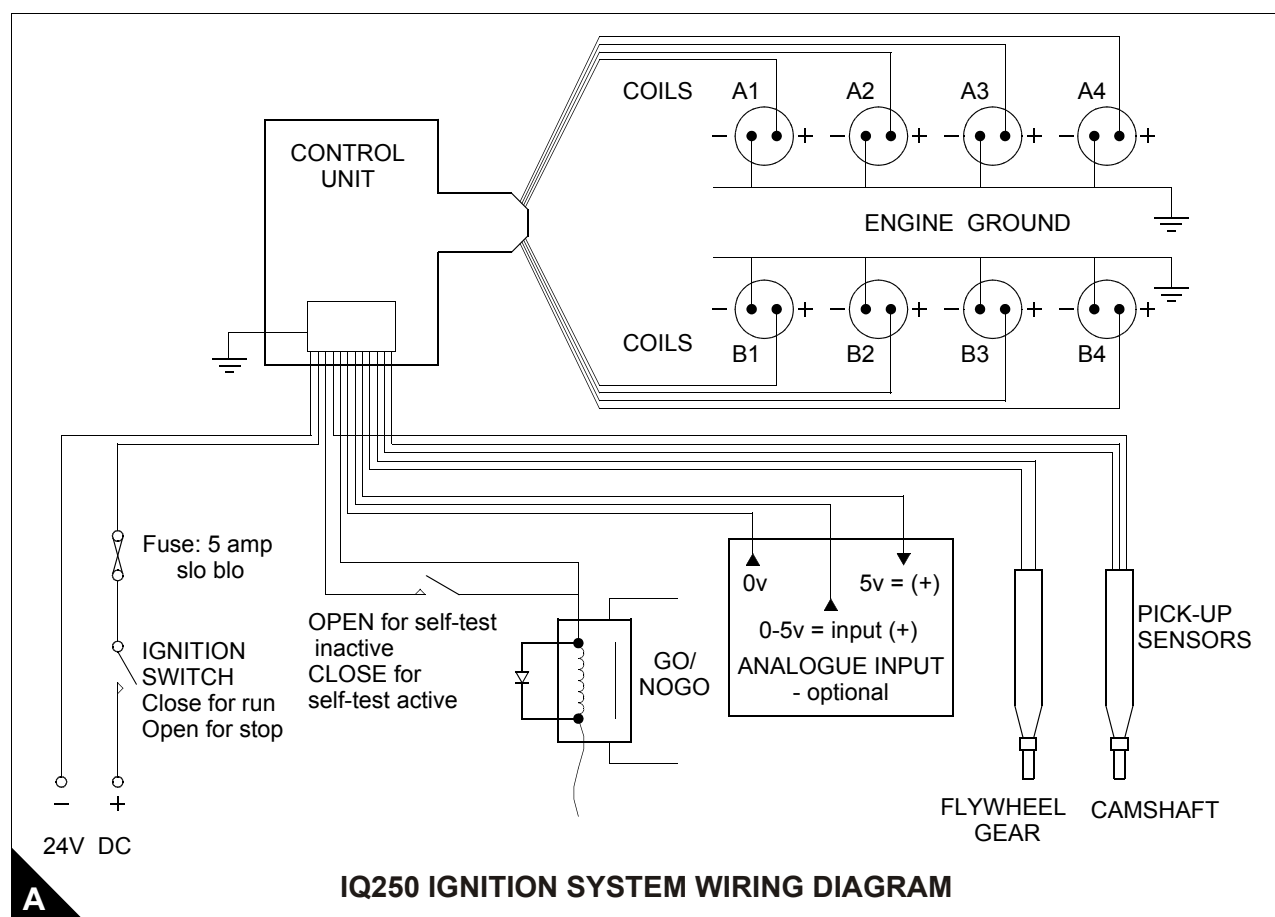 COILS A1 A2 A3 A4
- + - + - + - +
CONTROL
UNIT
ENGINE GROUND
- + - + - + - +
COILS B1 B2 B3 B4
Fuse: 5 amp
slo blo
IGNITION
SWITCH
Close for run
Open for stop
- +
24V DC
OPEN for self-test
inactive
CLOSE for
self-test active
GO/
NOGO
0v 5v = (+)
0-5v = input (+)
ANALOGUE INPUT
- optional
PICK-UP
SENSORS
FLYWHEEL
GEAR
CAMSHAFT
A
IQ250 IGNITION SYSTEM WIRING DIAGRAM